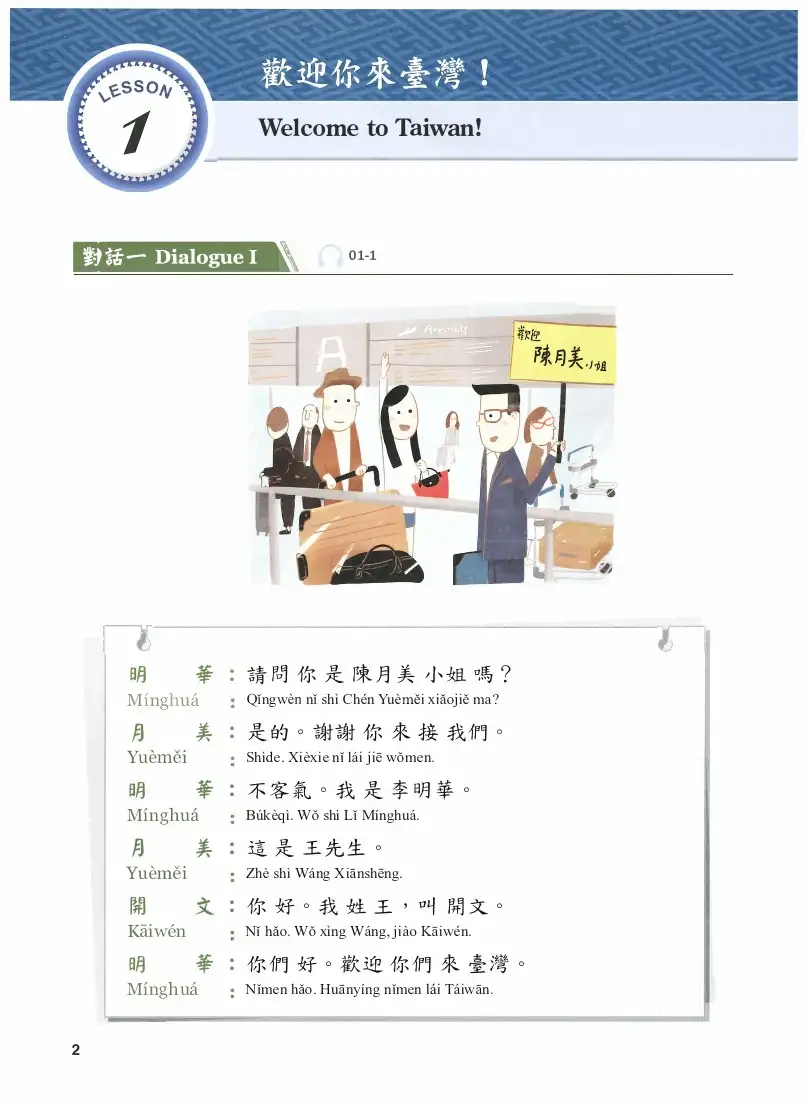 LESSON
1
歡迎你來臺灣！
Welcome to Taiwan!
對話一 Dialogue I
01-1
A
歡迎
陳月美小姐
明華：請問 你 是 陳月美 小姐 嗎？
Mínghuá : Qǐngwèn nǐ shì Chén Yuèměi xiǎojiě ma?
月美：是的。謝謝 你 來 接 我們。
Yuèměi : Shìde. Xièxie nǐ lái jiē wǒmen.
明華：不客氣。我 是 李明華。
Mínghuá : Búkèqì. Wǒ shì Lǐ Mínghuá.
月美：這 是 王先生。
Yuèměi : Zhè shì Wáng Xiānshēng.
開文：你 好。我 姓 王，叫 開文。
Kāiwén : Nǐ hǎo. Wǒ xìng Wáng, jiào Kāiwén.
明華：你們 好。歡迎 你們 來 臺灣。
Mínghuá : Nǐmen hǎo. Huānyíng nǐmen lái Táiwān.
2